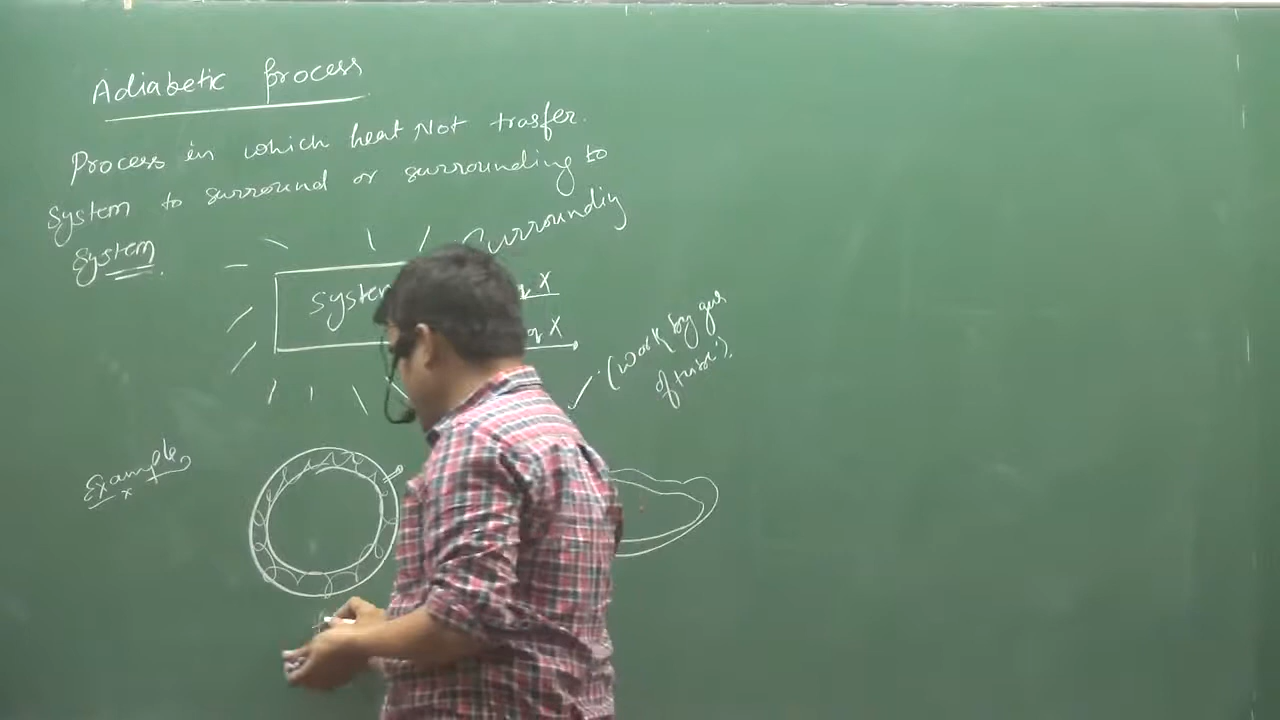 Adiabetic process
Process in which heat Not trasfer.
System to surround or surrounding to
System.
Surrounding
System
q X
q X
(work by gas
of tube).
Example